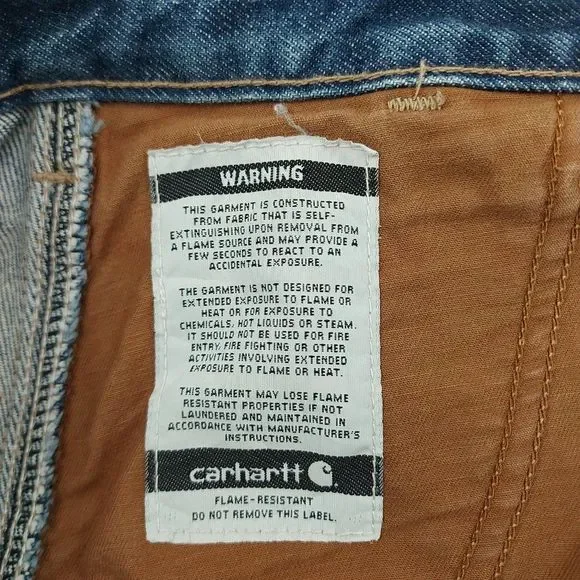 WARNING
THIS GARMENT IS CONSTRUCTED
FROM FABRIC THAT IS SELF-
EXTINGUISHING UPON REMOVAL FROM
A FLAME SOURCE AND MAY PROVIDE A
FEW SECONDS TO REACT TO AN
ACCIDENTAL EXPOSURE.
THE GARMENT IS NOT DESIGNED FOR
EXTENDED EXPOSURE TO FLAME OR
HEAT OR FOR EXPOSURE TO
CHEMICALS, HOT LIQUIDS OR STEAM.
IT SHOULD NOT BE USED FOR FIRE
ENTRY, FIRE FIGHTING OR OTHER
ACTIVITIES INVOLVING EXTENDED
EXPOSURE TO FLAME OR HEAT.
THIS GARMENT MAY LOSE FLAME
RESISTANT PROPERTIES IF NOT
LAUNDERED AND MAINTAINED IN
ACCORDANCE WITH MANUFACTURER'S
INSTRUCTIONS.
carhartt
FLAME-RESISTANT
DO NOT REMOVE THIS LABEL.